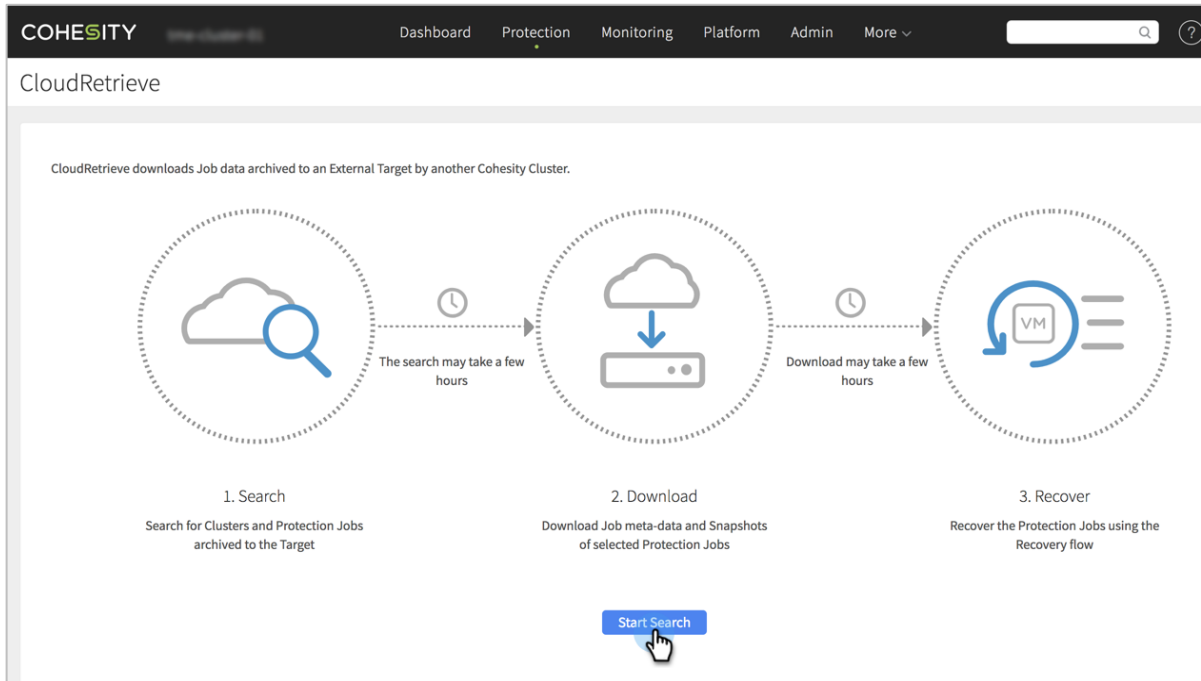 COHESITY Dashboard Protection Monitoring Platform Admin More ?
CloudRetrieve
CloudRetrieve downloads Job data archived to an External Target by another Cohesity Cluster.
VM
The search may take a few
hours
Download may take a few
hours
1. Search
Search for Clusters and Protection Jobs
archived to the Target
2. Download
Download Job meta-data and Snapshots
of selected Protection Jobs
3. Recover
Recover the Protection Jobs using the
Recovery flow
Start Search